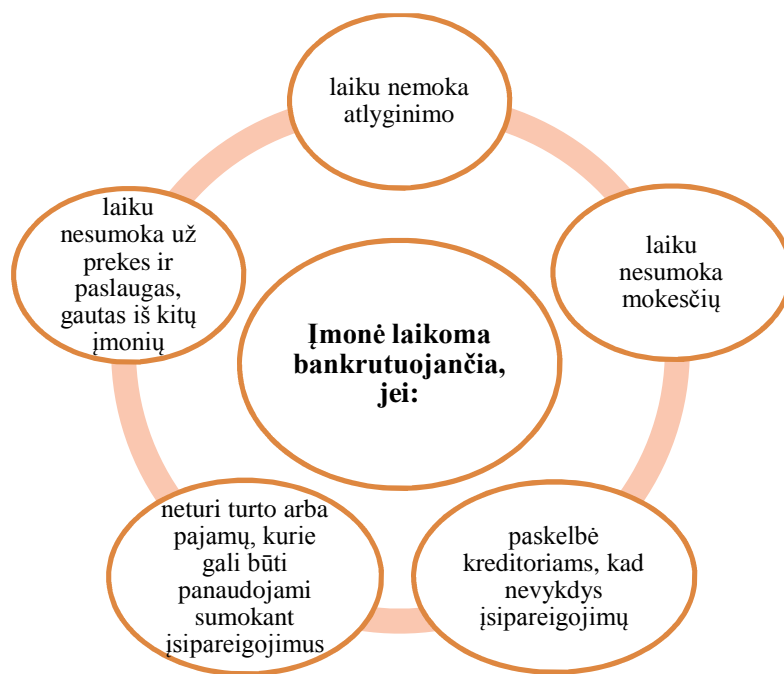 laiku nemoka
atlyginimo
laiku
nesumoka
mokesčių
paskelbė
kreditoriams, kad
nevykdys
įsipareigojimų
neturi turto arba
pajamų, kurie
gali būti
panaudojami
sumokant
įsipareigojimus
laiku
nesumoka už
prekes ir
paslaugas,
gautas iš kitų
įmonių
Įmonė laikoma
bankrutuojančia,
jei: